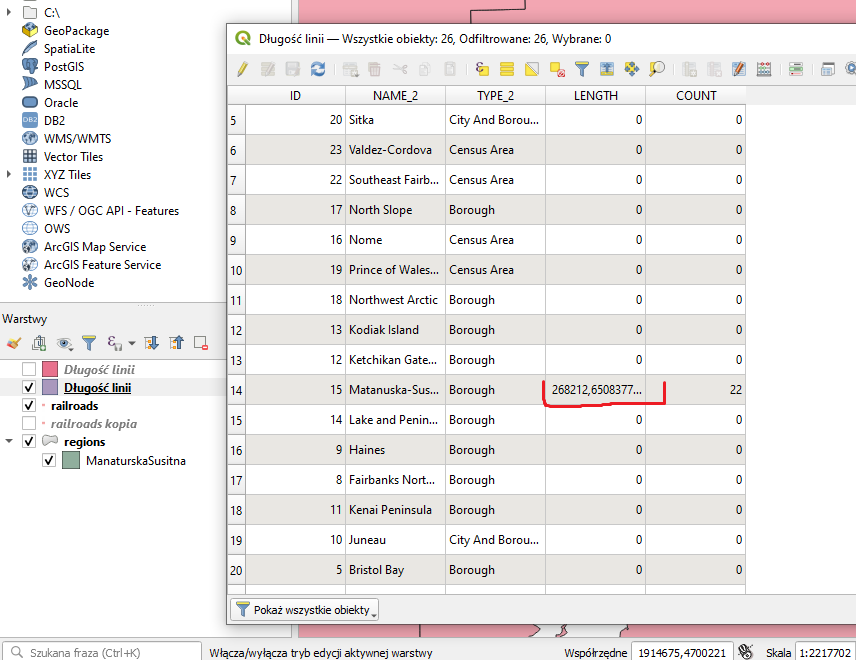 C:\
GeoPackage
SpatiaLite
PostGIS
MSSQL
Oracle
DB2 DB2
WMS/WMTS
Vector Tiles
XYZ Tiles
WCS
WFS / OGC API - Features
OWS
ArcGIS Map Service
ArcGIS Feature Service
GeoNode
Warstwy
Długość linii
Długość linii
railroads
railroads kopia
regions
ManaturskaSusitna
Szukana fraza (Ctrl+K)
Długość linii — Wszystkie obiekty: 26, Odfiltrowane: 26, Wybrane: 0
ID NAME_2 TYPE_2 LENGTH COUNT
5 20 Sitka City And Borou... 0 0
6 23 Valdez-Cordova Census Area 0 0
7 22 Southeast Fairb... Census Area 0 0
8 17 North Slope Borough 0 0
9 16 Nome Census Area 0 0
10 19 Prince of Wales... Census Area 0 0
11 18 Northwest Arctic Borough 0 0
12 13 Kodiak Island Borough 0 0
13 12 Ketchikan Gate... Borough 0 0
14 15 Matanuska-Sus... Borough 268212,6508377... 22
15 14 Lake and Penin... Borough 0 0
16 9 Haines Borough 0 0
17 8 Fairbanks Nort... Borough 0 0
18 11 Kenai Peninsula Borough 0 0
19 10 Juneau City And Borou... 0 0
20 5 Bristol Bay Borough 0 0
Pokaż wszystkie obiekty
Włącza/wyłącza tryb edycji aktywnej warstwy
Współrzędne 1914675,4700221 Skala 1:2217702